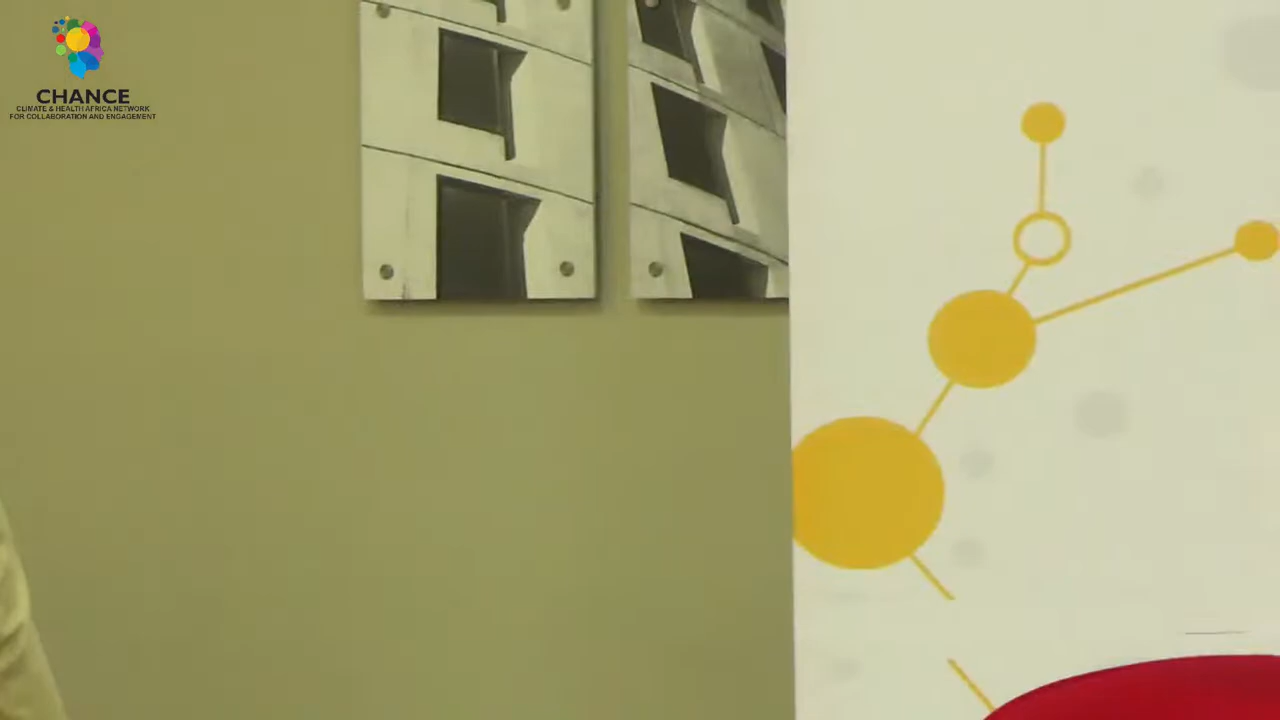 CHANCE
CLIMATE & HEALTH AFRICA NETWORK
FOR COLLABORATION AND ENGAGEMENT